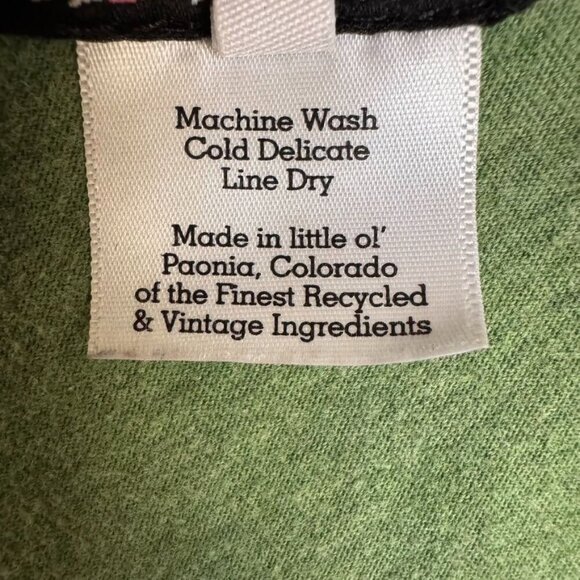 Machine Wash
Cold Delicate
Line Dry
Made in little ol'
Paonia, Colorado
of the Finest Recycled
& Vintage Ingredients